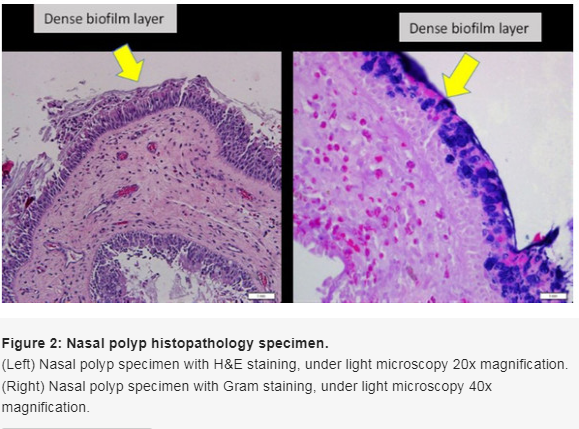 Dense biofilm layer
Dense biofilm layer
Figure 2: Nasal polyp histopathology specimen.
(Left) Nasal polyp specimen with H&E staining, under light microscopy 20x magnification.
(Right) Nasal polyp specimen with Gram staining, under light microscopy 40x
magnification.